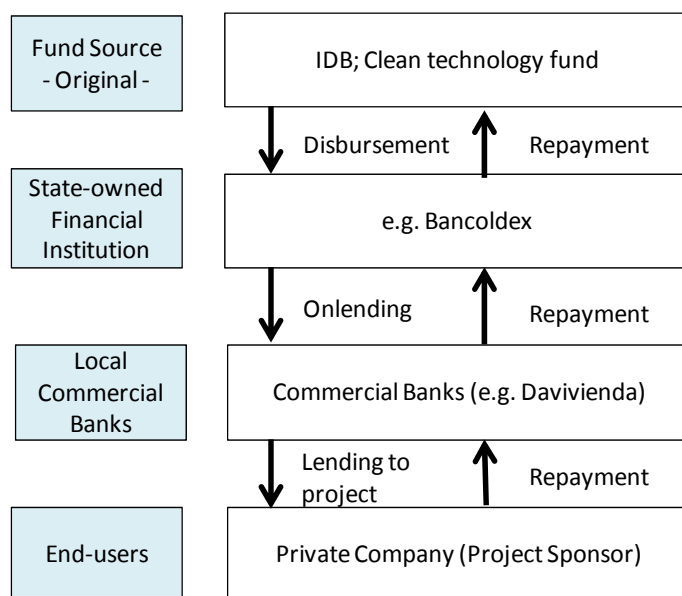 Fund Source
- Original -
IDB; Clean technology fund
Disbursement
Repayment
State-owned
Financial
Institution
e.g. Bancoldex
Onlending
Repayment
Local
Commercial
Banks
Commercial Banks (e.g. Davivienda)
Lending to
project
Repayment
End-users
Private Company (Project Sponsor)